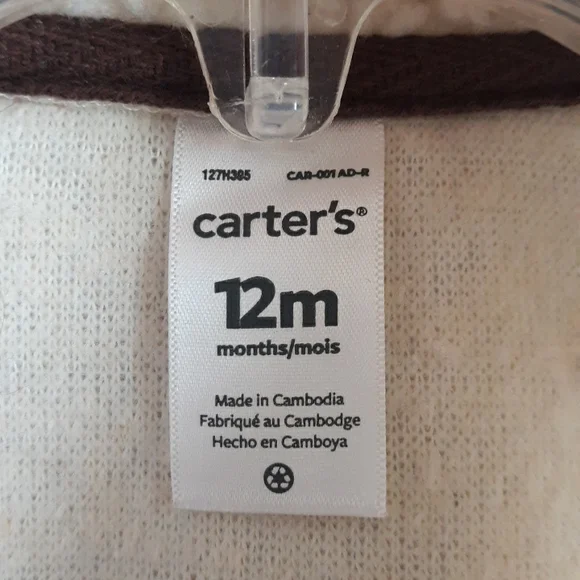 127H385 CAR-001 AD-R
carter's®
12m
months/mois
Made in Cambodia
Fabriqué au Cambodge
Hecho en Camboya